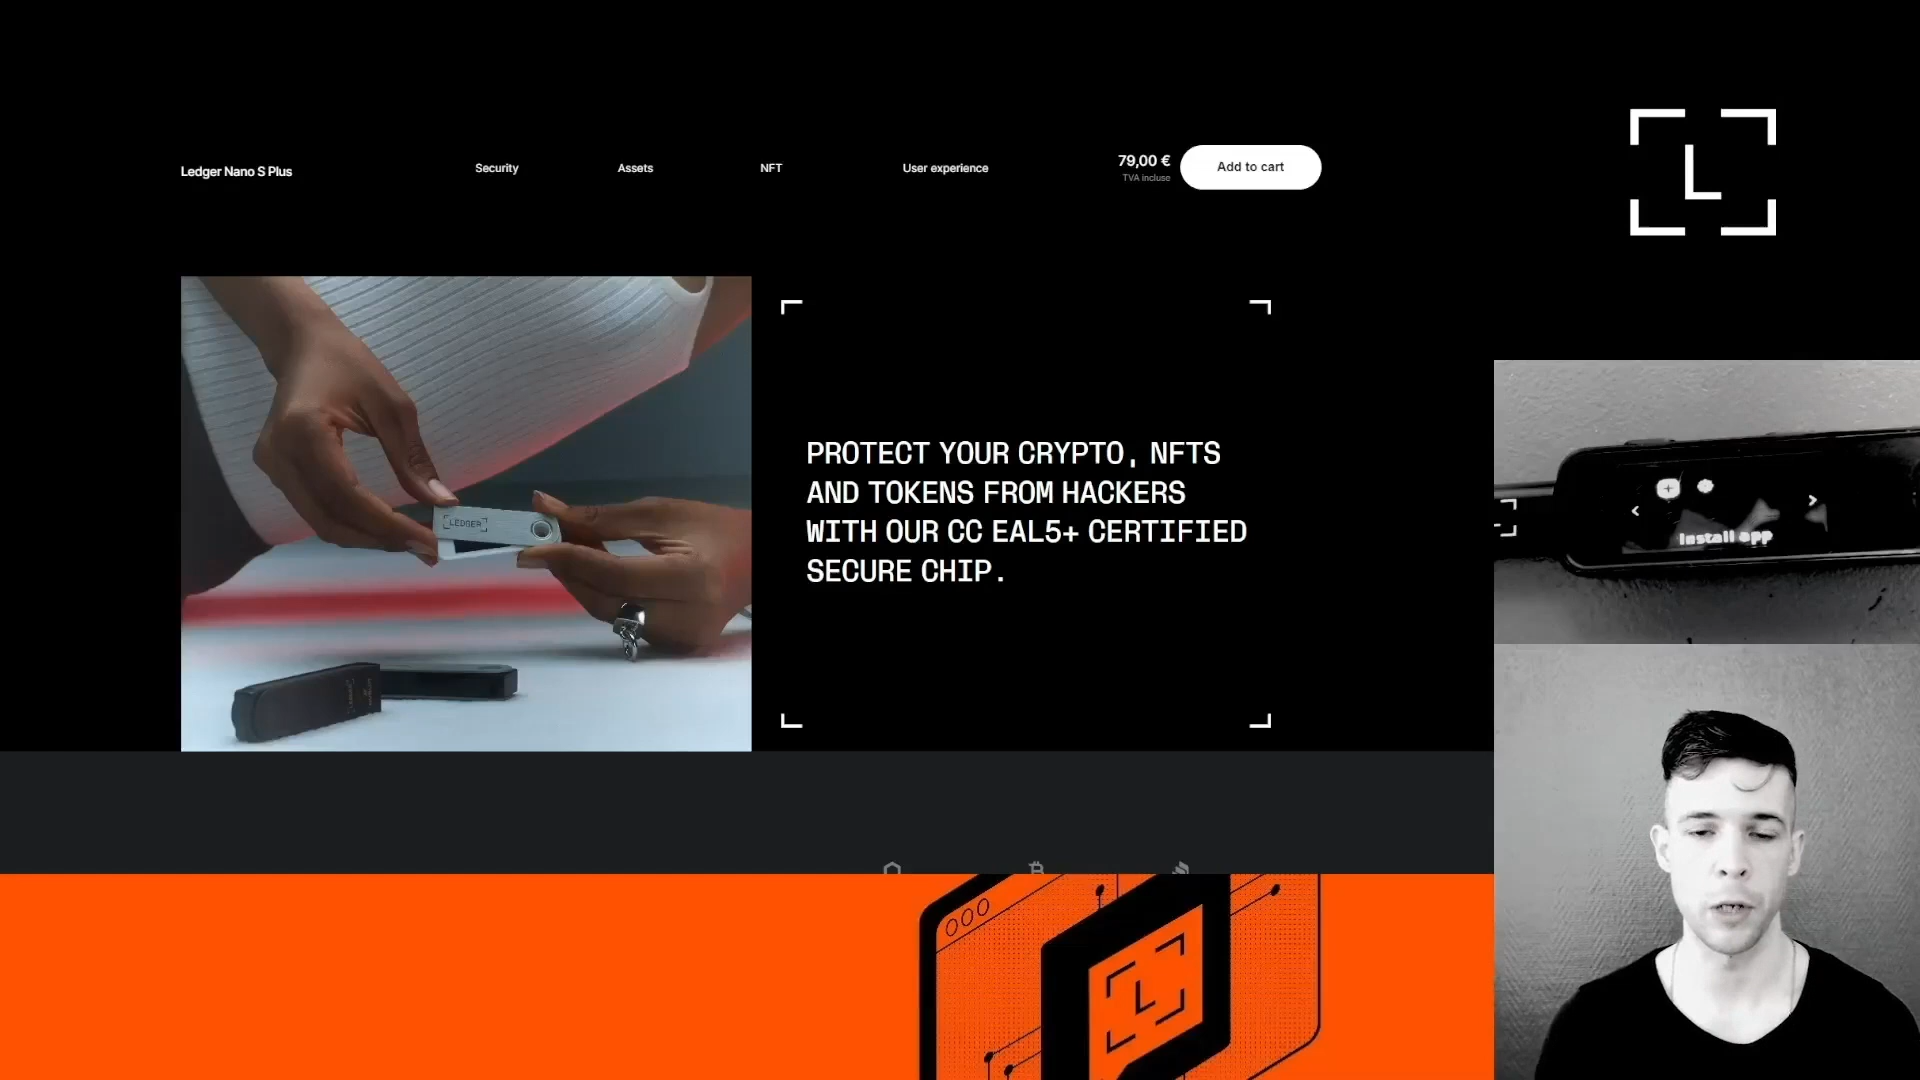 Ledger Nano S Plus
Security
Assets
NFT
User experience
79,00 €
TVA incluse
Add to cart
L
PROTECT YOUR CRYPTO, NFTS
AND TOKENS FROM HACKERS
WITH OUR CC EAL5+ CERTIFIED
SECURE CHIP.
LEDGER
Install app
L